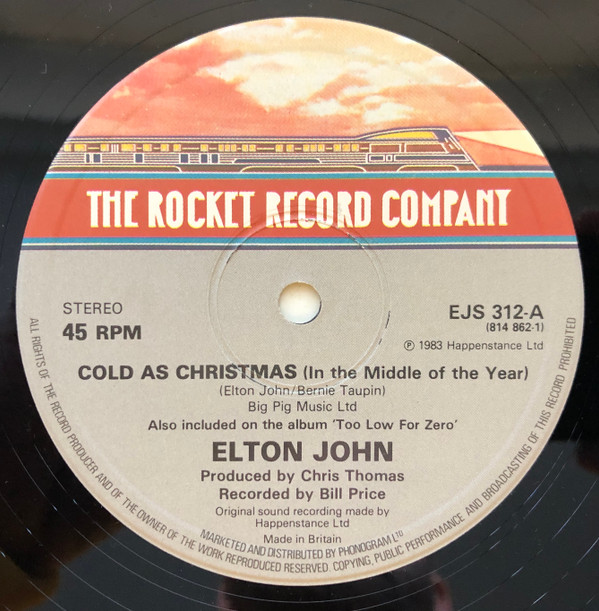 THE ROCKET RECORD COMPANY
STEREO
45 RPM
EJS 312-A
(814 862-1)
℗ 1983 Happenstance Ltd
COLD AS CHRISTMAS (In the Middle of the Year)
(Elton John/Bernie Taupin)
Big Pig Music Ltd
Also included on the album 'Too Low For Zero'
ELTON JOHN
Produced by Chris Thomas
Recorded by Bill Price
Original sound recording made by
Happenstance Ltd
Made in Britain
MARKETED AND DISTRIBUTED BY PHONOGRAM LTD
ALL RIGHTS OF THE RECORD PRODUCER AND OF THE OWNER OF THE WORK REPRODUCED RESERVED. COPYING, PUBLIC PERFORMANCE AND BROADCASTING OF THIS RECORD PROHIBITED